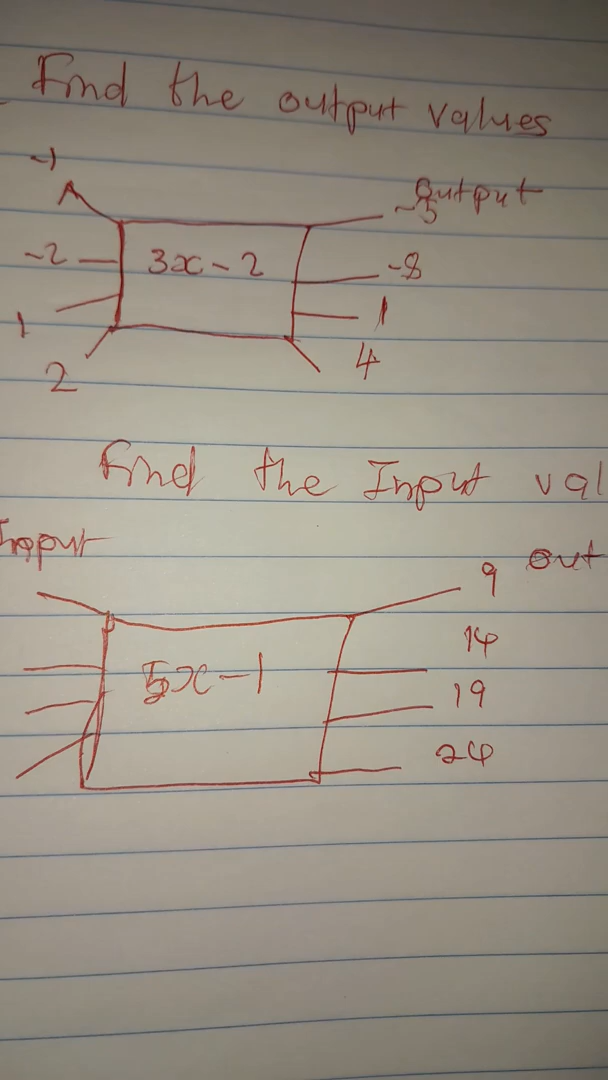 Find the output values
-1
output
-5
-2 3x - 2 -8
1 1
2 4
Find the Input val
Input out
9
14
5x - 1
19
24